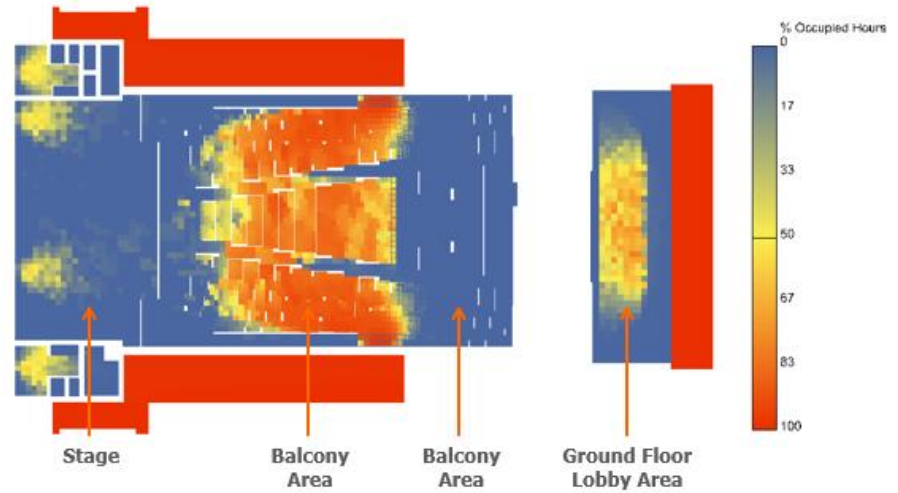 % Occupied Hours
0
17
33
50
67
83
100
Stage
Balcony
Area
Balcony
Area
Ground Floor
Lobby Area